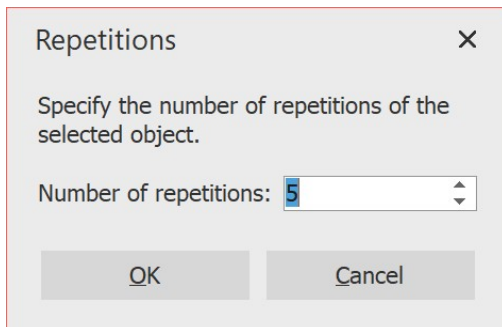 Repetitions
Specify the number of repetitions of the
selected object.
Number of repetitions: 5
OK
Cancel